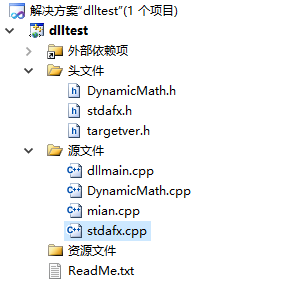 解决方案"dlltest"(1 个项目)
dlltest
外部依赖项
头文件
DynamicMath.h
stdafx.h
targetver.h
源文件
dllmain.cpp
DynamicMath.cpp
mian.cpp
stdafx.cpp
资源文件
ReadMe.txt